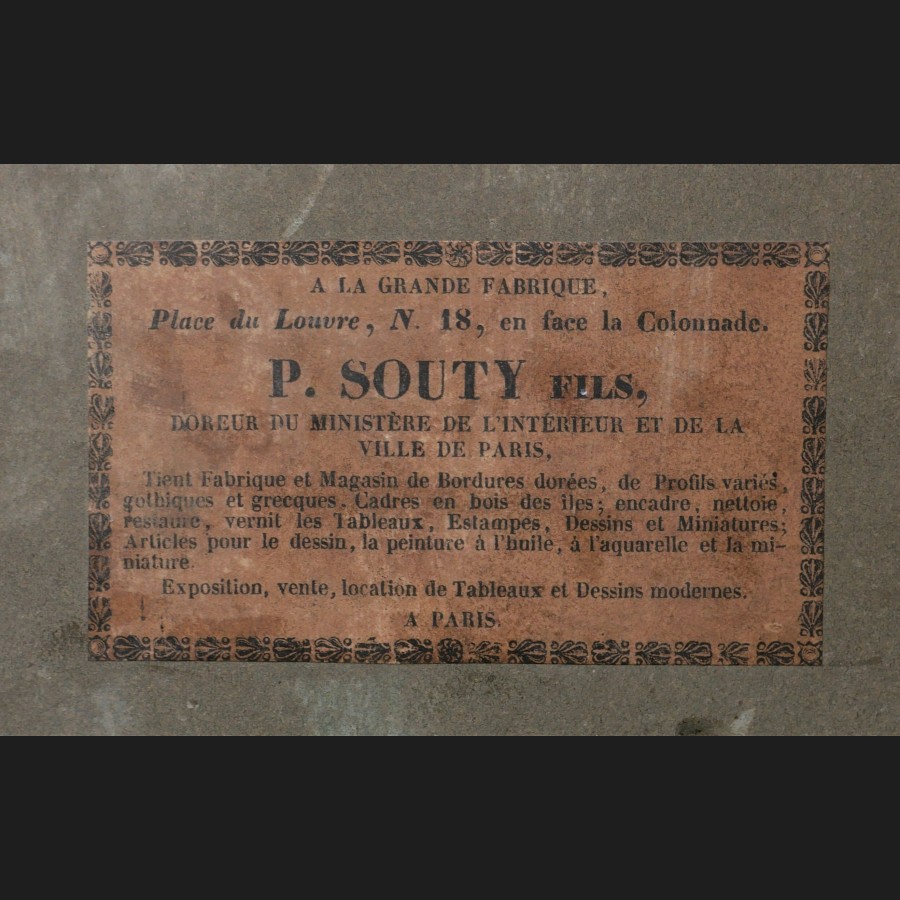 A LA GRANDE FABRIQUE,
Place du Louvre, N. 18, en face la Colonnade.
P. SOUTY FILS,
DOREUR DU MINISTÈRE DE L'INTÉRIEUR ET DE LA
VILLE DE PARIS,
Tient Fabrique et Magasin de Bordures dorées, de Profils variés,
gothiques et grecques, Cadres en bois des iles; encadre, nettoie,
restaure, vernit les Tableaux, Estampes, Dessins et Miniatures;
Articles pour le dessin, la peinture à l'huile, à l'aquarelle et la mi-
niature.
Exposition, vente, location de Tableaux et Dessins modernes.
A PARIS.